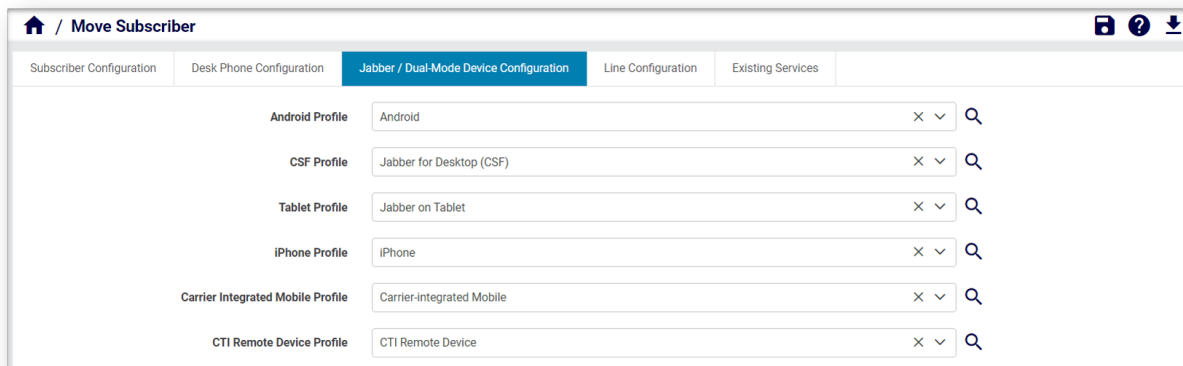 / Move Subscriber
Subscriber Configuration Desk Phone Configuration Jabber / Dual-Mode Device Configuration Line Configuration Existing Services
Android Profile Android
CSF Profile Jabber for Desktop (CSF)
Tablet Profile Jabber on Tablet
iPhone Profile iPhone
Carrier Integrated Mobile Profile Carrier-integrated Mobile
CTI Remote Device Profile CTI Remote Device